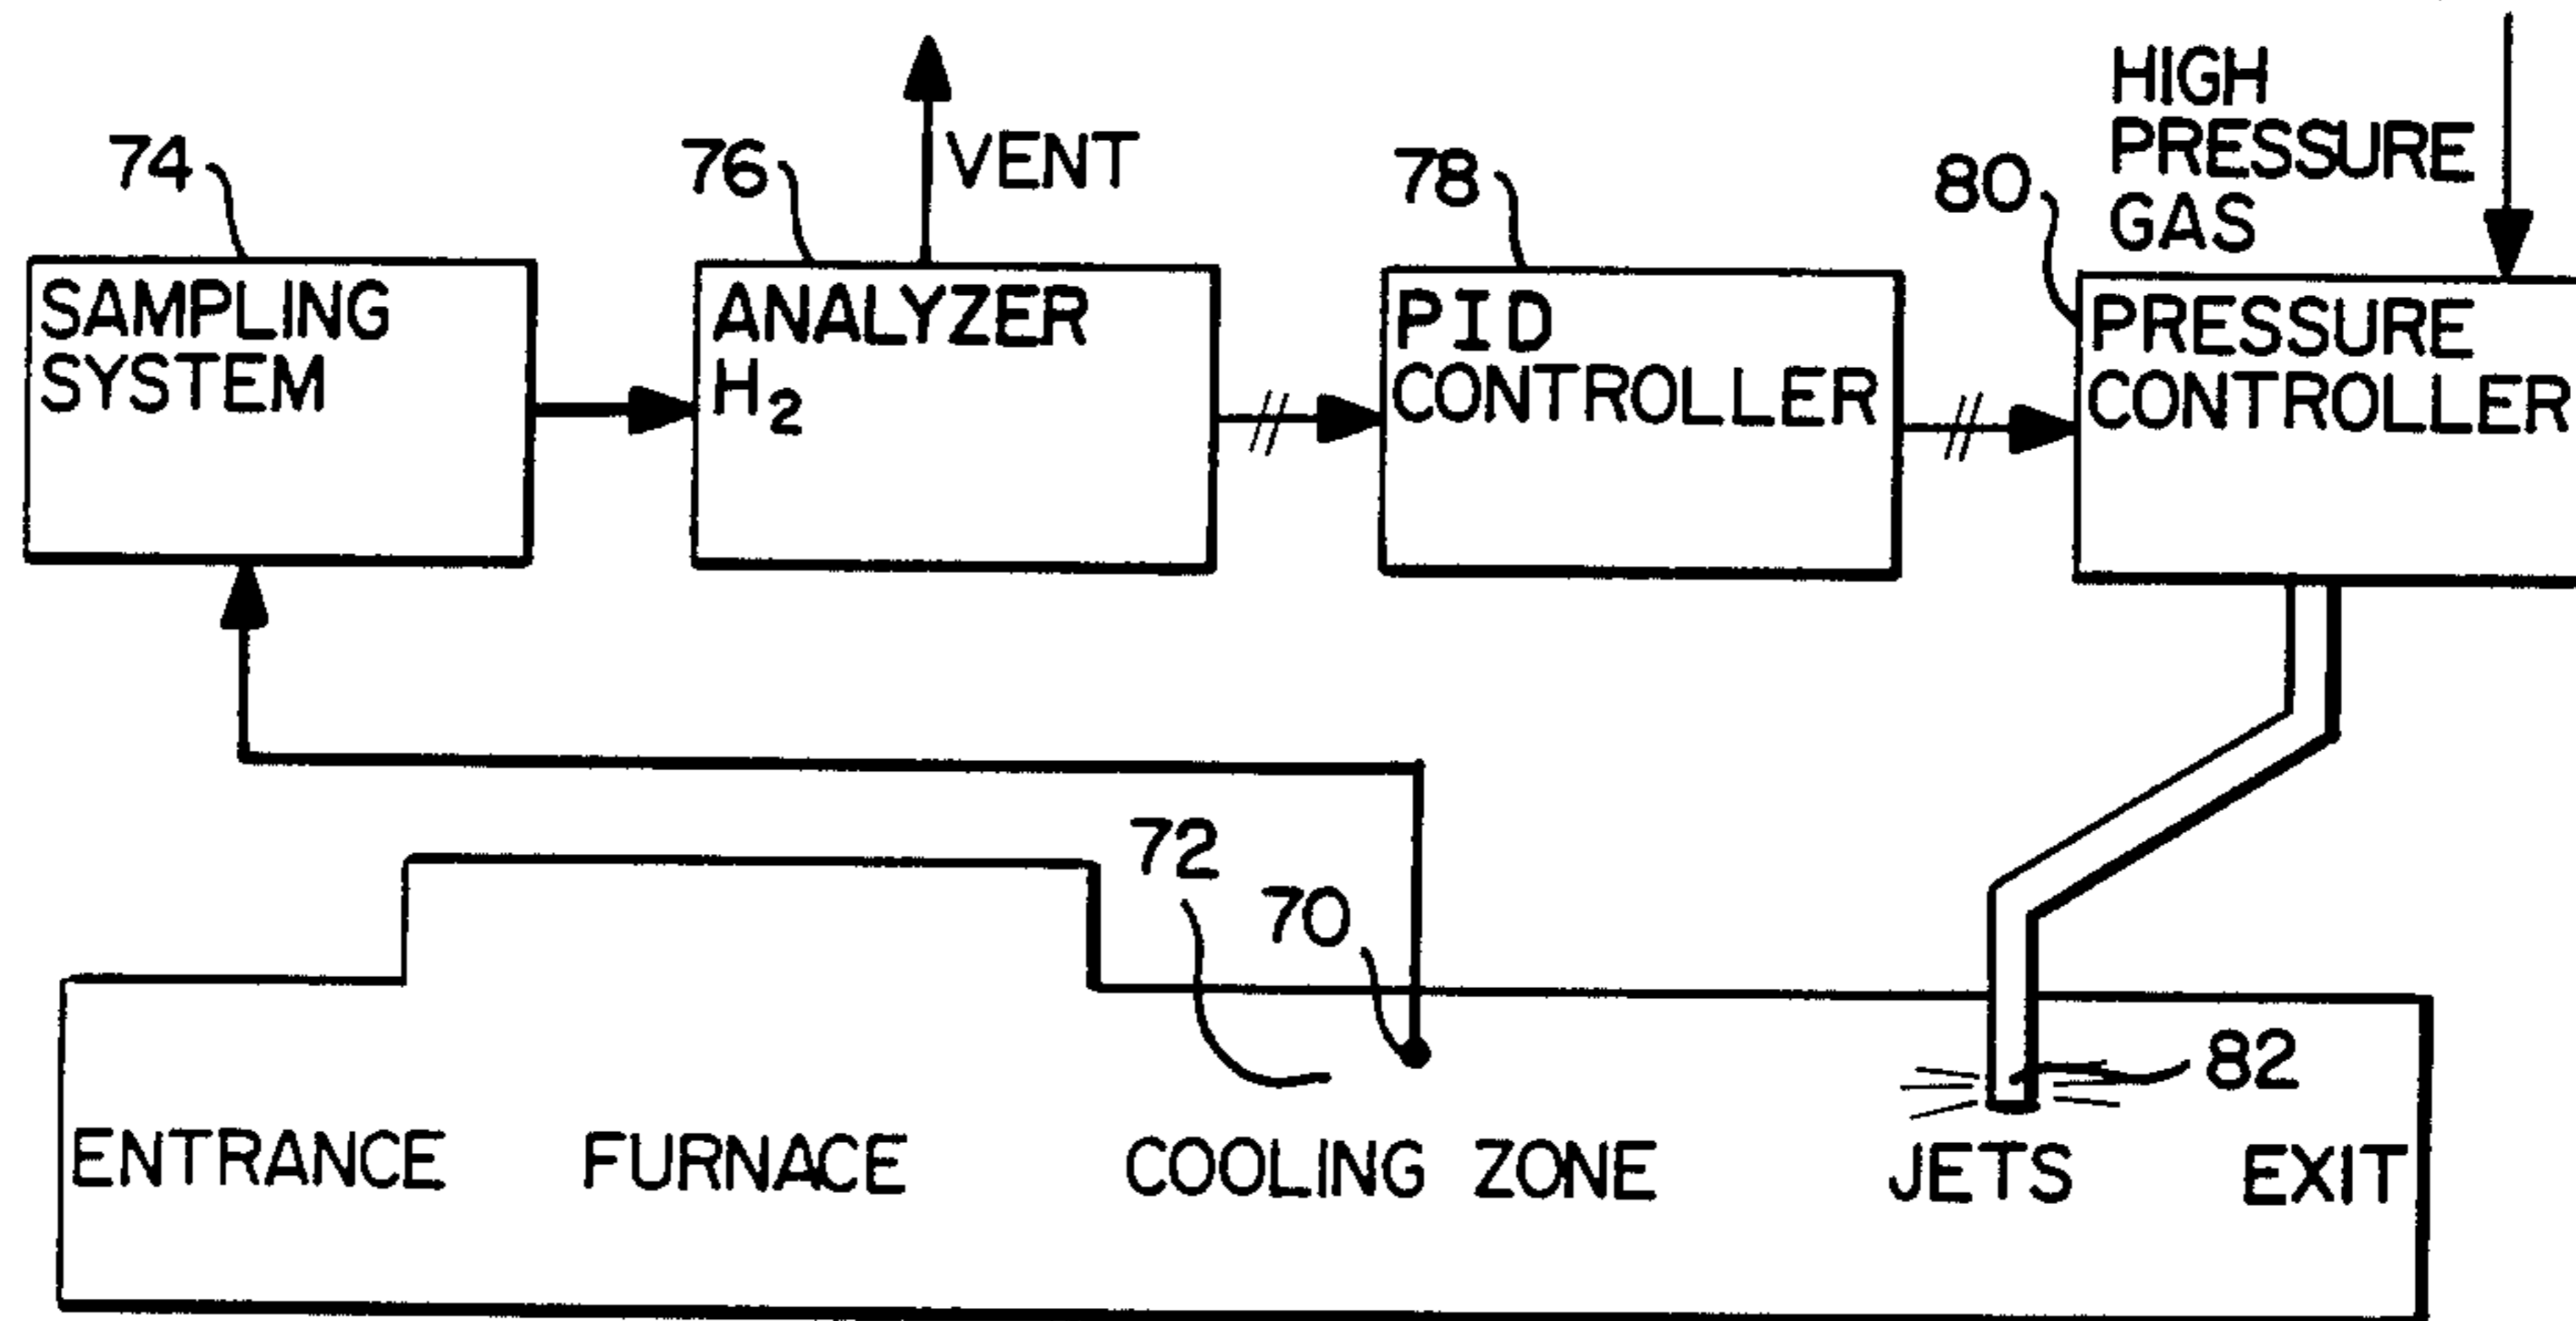 HIGH
PRESSURE
GAS
74
76
VENT
78
80
SAMPLING
SYSTEM
ANALYZER
H₂
PID
CONTROLLER
PRESSURE
CONTROLLER
72
70
82
ENTRANCE
FURNACE
COOLING ZONE
JETS
EXIT